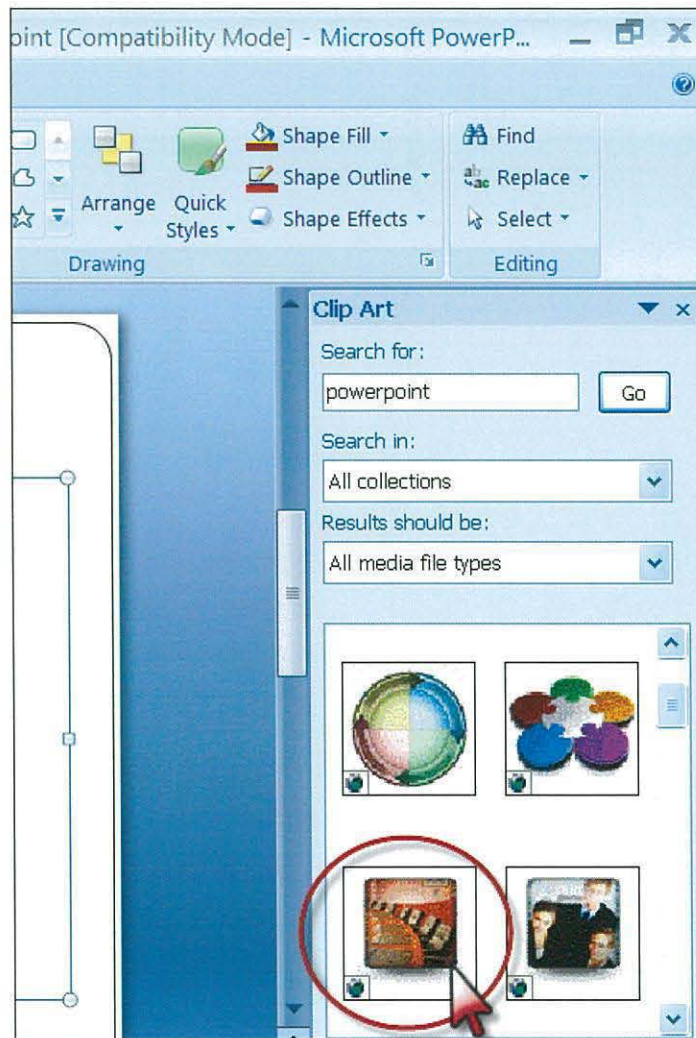 oint [Compatibility Mode] - Microsoft PowerP...
Shape Fill
Shape Outline
Shape Effects
Arrange
Quick
Styles
Drawing
Find
Replace
Select
Editing
Clip Art
Search for:
powerpoint
Go
Search in:
All collections
Results should be:
All media file types